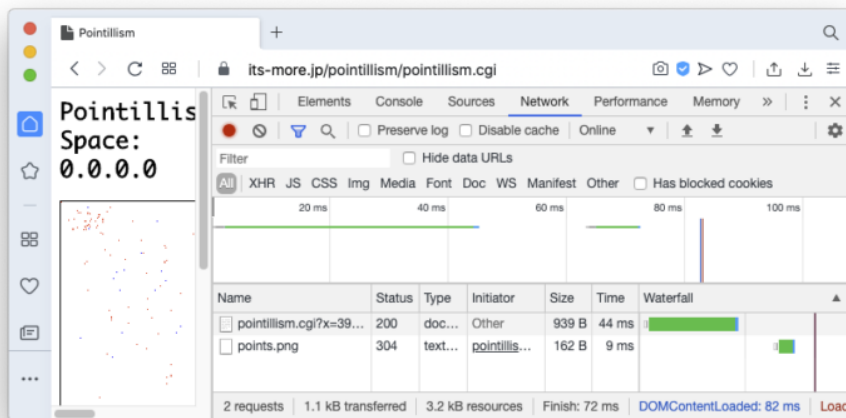 Pointillism
its-more.jp/pointillism/pointillism.cgi
Pointillis
Space:
0.0.0.0
Elements Console Sources Network Performance Memory »
Preserve log Disable cache Online
Filter Hide data URLs
All XHR JS CSS Img Media Font Doc WS Manifest Other Has blocked cookies
20 ms 40 ms 60 ms 80 ms 100 ms
Name Status Type Initiator Size Time Waterfall
pointillism.cgi?x=39... 200 doc... Other 939 B 44 ms
points.png 304 text... pointillis... 162 B 9 ms
2 requests 1.1 kB transferred 3.2 kB resources Finish: 72 ms DOMContentLoaded: 82 ms Load